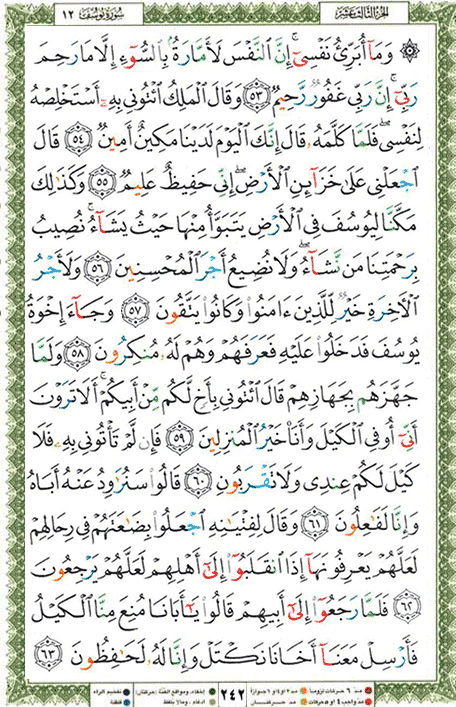 الجزء الثالث عشر سورة يوسف ١٢
۞ وَمَآ أُبَرِّئُ نَفْسِىٓ ۚ إِنَّ ٱلنَّفْسَ لَأَمَّارَةٌۢ بِٱلسُّوٓءِ إِلَّا مَا رَحِمَ
رَبِّىٓ ۚ إِنَّ رَبِّى غَفُورٌ رَّحِيمٌ ٥٣ وَقَالَ ٱلْمَلِكُ ٱئْتُونِى بِهِۦٓ أَسْتَخْلِصْهُ
لِنَفْسِى ۖ فَلَمَّا كَلَّمَهُۥ قَالَ إِنَّكَ ٱلْيَوْمَ لَدَيْنَا مَكِينٌ أَمِينٌ ٥٤ قَالَ
ٱجْعَلْنِى عَلَىٰ خَزَآئِنِ ٱلْأَرْضِ ۖ إِنِّى حَفِيظٌ عَلِيمٌ ٥٥ وَكَذَٰلِكَ
مَكَّنَّا لِيُوسُفَ فِى ٱلْأَرْضِ يَتَبَوَّأُ مِنْهَا حَيْثُ يَشَآءُ ۚ نُصِيبُ
بِرَحْمَتِنَا مَن نَّشَآءُ ۖ وَلَا نُضِيعُ أَجْرَ ٱلْمُحْسِنِينَ ٥٦ وَلَأَجْرُ
ٱلْأَخِرَةِ خَيْرٌ لِّلَّذِينَ ءَامَنُوا۟ وَكَانُوا۟ يَتَّقُونَ ٥٧ وَجَآءَ إِخْوَةُ
يُوسُفَ فَدَخَلُوا۟ عَلَيْهِ فَعَرَفَهُمْ وَهُمْ لَهُۥ مُنكِرُونَ ٥٨ وَلَمَّا
جَهَّزَهُم بِجَهَازِهِمْ قَالَ ٱئْتُونِى بِأَخٍ لَّكُم مِّنْ أَبِيكُمْ ۚ أَلَا تَرَوْنَ
أَنِّىٓ أُوفِى ٱلْكَيْلَ وَأَنَا۠ خَيْرُ ٱلْمُنزِلِينَ ٥٩ فَإِن لَّمْ تَأْتُونِى بِهِۦ فَلَا
كَيْلَ لَكُمْ عِندِى وَلَا تَقْرَبُونِ ٦٠ قَالُوا۟ سَنُرَٰوِدُ عَنْهُ أَبَاهُ
وَإِنَّا لَفَٰعِلُونَ ٦١ وَقَالَ لِفِتْيَٰنِهِ ٱجْعَلُوا۟ بِضَٰعَتَهُمْ فِى رِحَالِهِمْ
لَعَلَّهُمْ يَعْرِفُونَهَآ إِذَا ٱنقَلَبُوٓا۟ إِلَىٰٓ أَهْلِهِمْ لَعَلَّهُمْ يَرْجِعُونَ
٦٢ فَلَمَّا رَجَعُوٓا۟ إِلَىٰٓ أَبِيهِمْ قَالُوا۟ يَٰٓأَبَانَا مُنِعَ مِنَّا ٱلْكَيْلُ
فَأَرْسِلْ مَعَنَآ أَخَانَا نَكْتَلْ وَإِنَّا لَهُۥ لَحَٰفِظُونَ ٦٣
٢٤٢